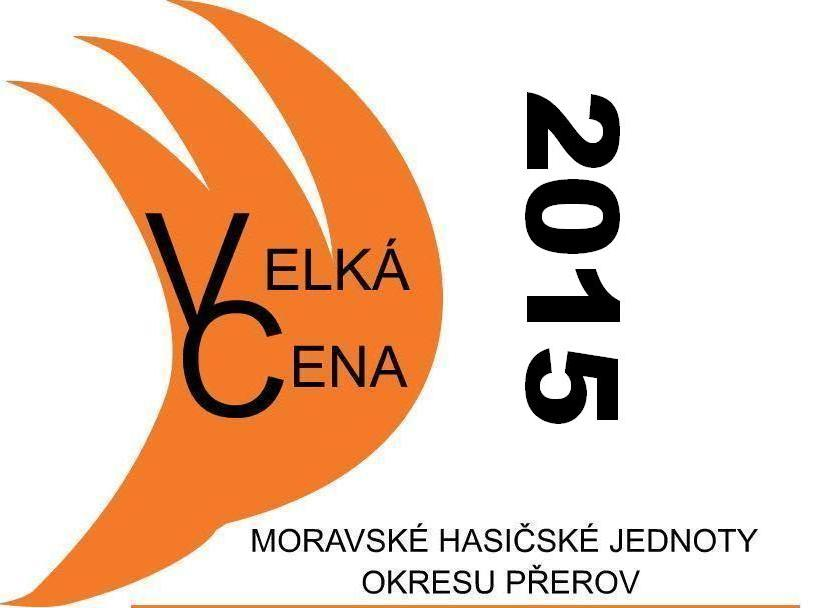 VELKÁ
CENA
2015
MORAVSKÉ HASIČSKÉ JEDNOTY
OKRESU PŘEROV